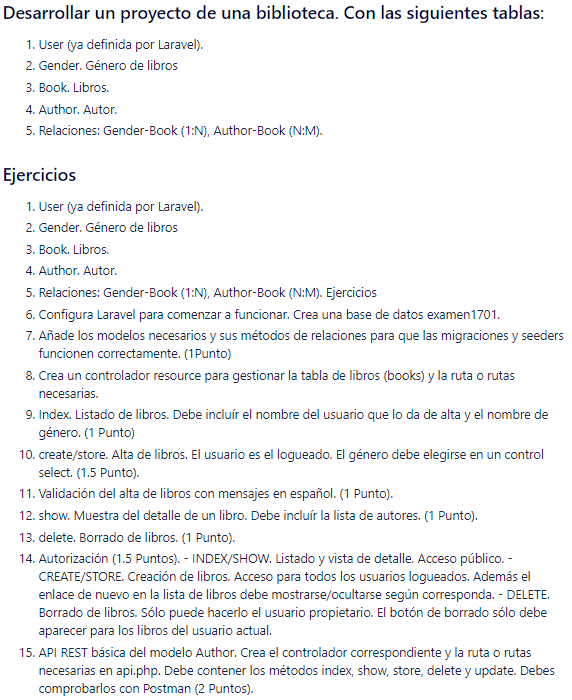 Desarrollar un proyecto de una biblioteca. Con las siguientes tablas:
1. User (ya definida por Laravel).
2. Gender. Género de libros
3. Book. Libros.
4. Author. Autor.
5. Relaciones: Gender-Book (1:N), Author-Book (N:M).
Ejercicios
1. User (ya definida por Laravel).
2. Gender. Género de libros
3. Book. Libros.
4. Author. Autor.
5. Relaciones: Gender-Book (1:N), Author-Book (N:M). Ejercicios
6. Configura Laravel para comenzar a funcionar. Crea una base de datos examen1701.
7. Añade los modelos necesarios y sus métodos de relaciones para que las migraciones y seeders
funcionen correctamente. (1Punto)
8. Crea un controlador resource para gestionar la tabla de libros (books) y la ruta o rutas
necesarias.
9. Index. Listado de libros. Debe incluír el nombre del usuario que lo da de alta y el nombre de
género. (1 Punto)
10. create/store. Alta de libros. El usuario es el logueado. El género debe elegirse en un control
select. (1.5 Punto).
11. Validación del alta de libros con mensajes en español. (1 Punto).
12. show. Muestra del detalle de un libro. Debe incluír la lista de autores. (1 Punto).
13. delete. Borrado de libros. (1 Punto).
14. Autorización (1.5 Puntos). - INDEX/SHOW. Listado y vista de detalle. Acceso público. -
CREATE/STORE. Creación de libros. Acceso para todos los usuarios logueados. Además el
enlace de nuevo en la lista de libros debe mostrarse/ocultarse según corresponda. - DELETE.
Borrado de libros. Sólo puede hacerlo el usuario propietario. El botón de borrado sólo debe
aparecer para los libros del usuario actual.
15. API REST básica del modelo Author. Crea el controlador correspondiente y la ruta o rutas
necesarias en api.php. Debe contener los métodos index, show, store, delete y update. Debes
comprobarlos con Postman (2 Puntos).